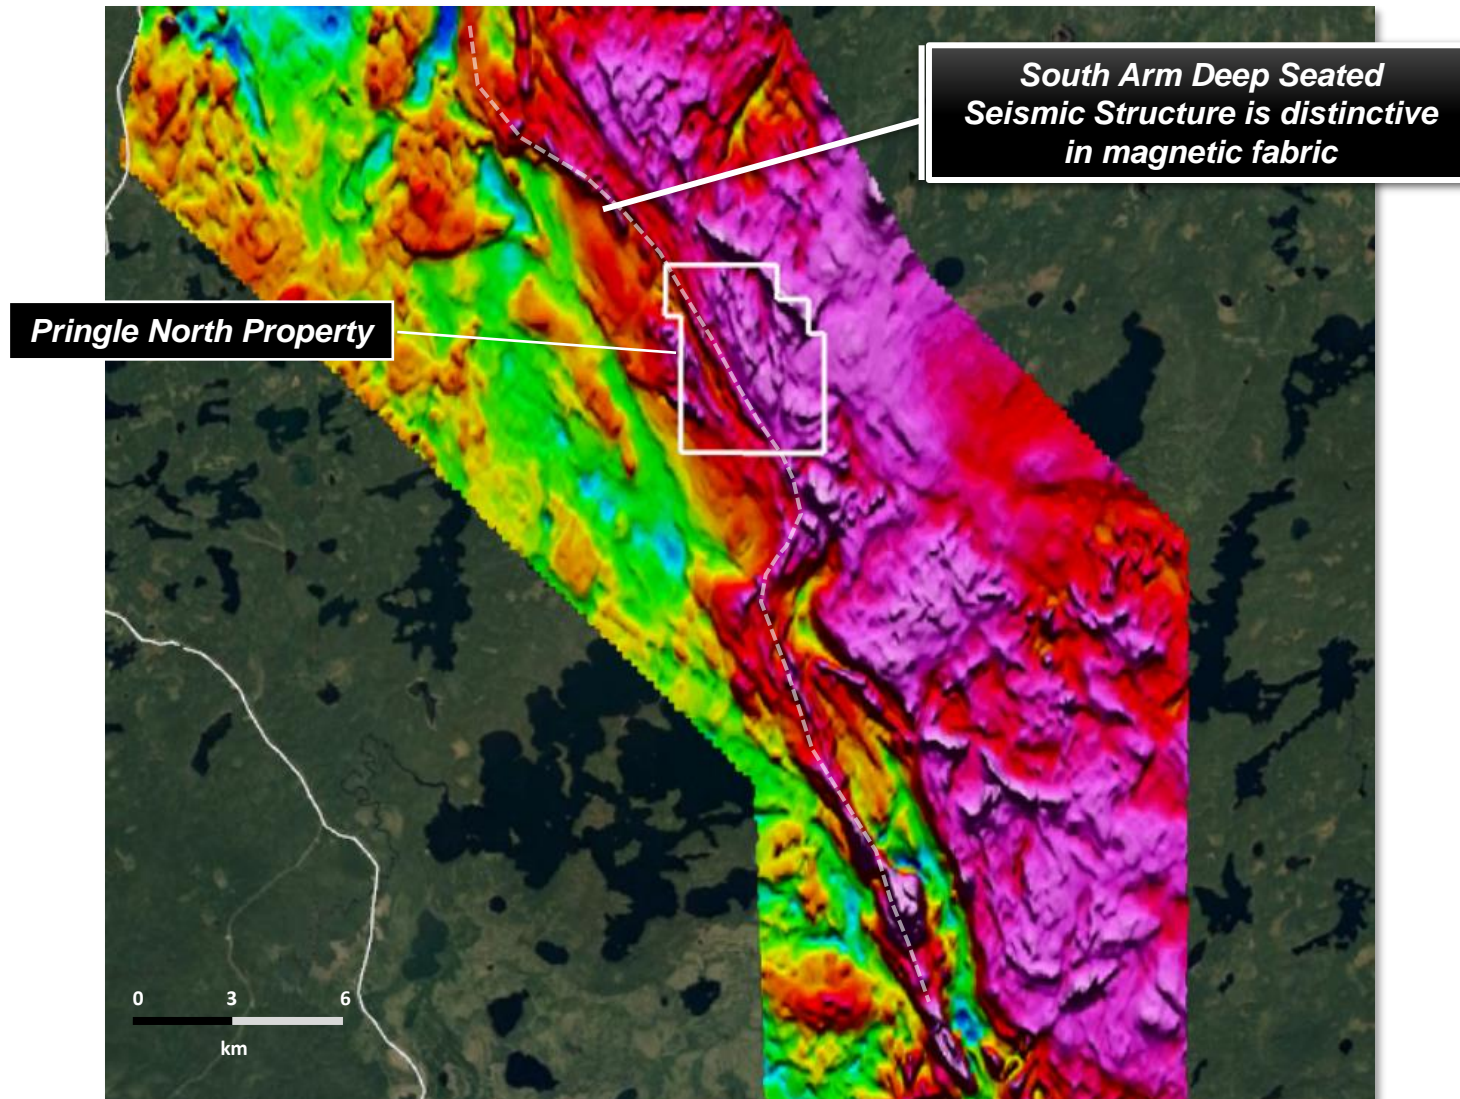 South Arm Deep Seated
Seismic Structure is distinctive
in magnetic fabric
Pringle North Property
0 3 6
km